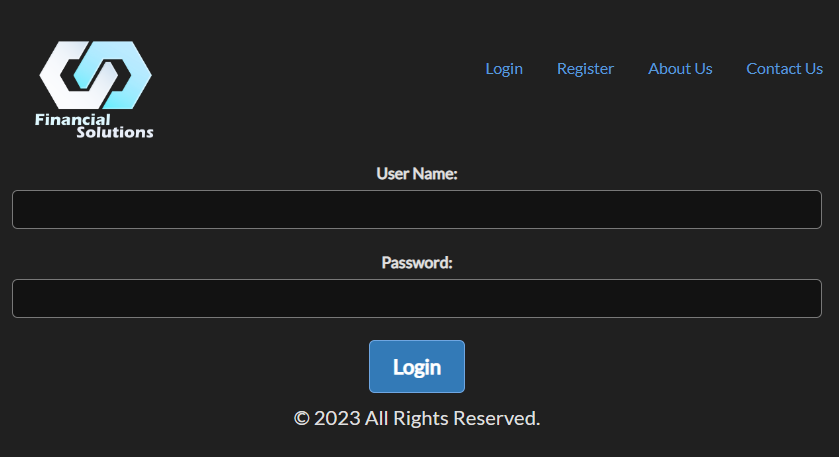 Financial
Solutions
Login Register About Us Contact Us
User Name:
Password:
Login
© 2023 All Rights Reserved.